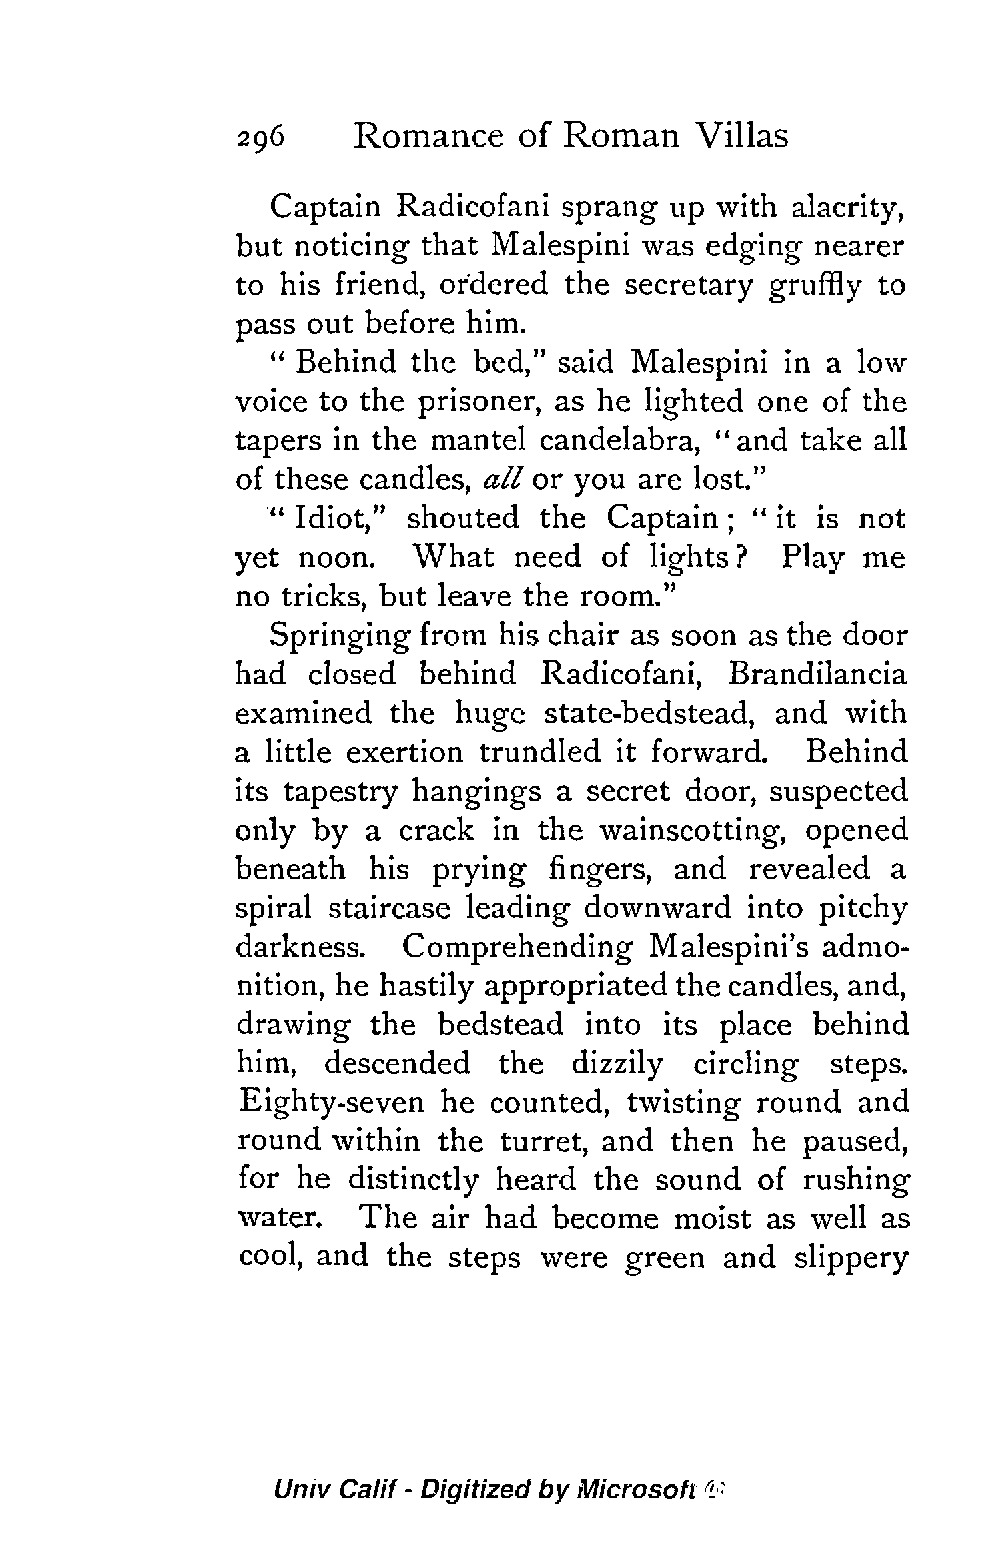 296 Romance of Roman Villas
Captain Radicofani sprang up with alacrity,
but noticing that Malespini was edging nearer
to his friend, ordered the secretary gruffly to
pass out before him.
“ Behind the bed,” said Malespini in a low
voice to the prisoner, as he lighted one of the
tapers in the mantel candelabra, “and take all
of these candles, all or you are lost.”
“ Idiot,” shouted the Captain ; “ it is not
yet noon. What need of lights? Play me
no tricks, but leave the room.”
Springing from his chair as soon as the door
had closed behind Radicofani, Brandilancia
examined the huge state-bedstead, and with
a little exertion trundled it forward. Behind
its tapestry hangings a secret door, suspected
only by a crack in the wainscotting, opened
beneath his prying fingers, and revealed a
spiral staircase leading downward into pitchy
darkness. Comprehending Malespini’s admo-
nition, he hastily appropriated the candles, and,
drawing the bedstead into its place behind
him, descended the dizzily circling steps.
Eighty-seven he counted, twisting round and
round within the turret, and then he paused,
for he distinctly heard the sound of rushing
water. The air had become moist as well as
cool, and the steps were green and slippery
Univ Calif - Digitized by Microsoft ®